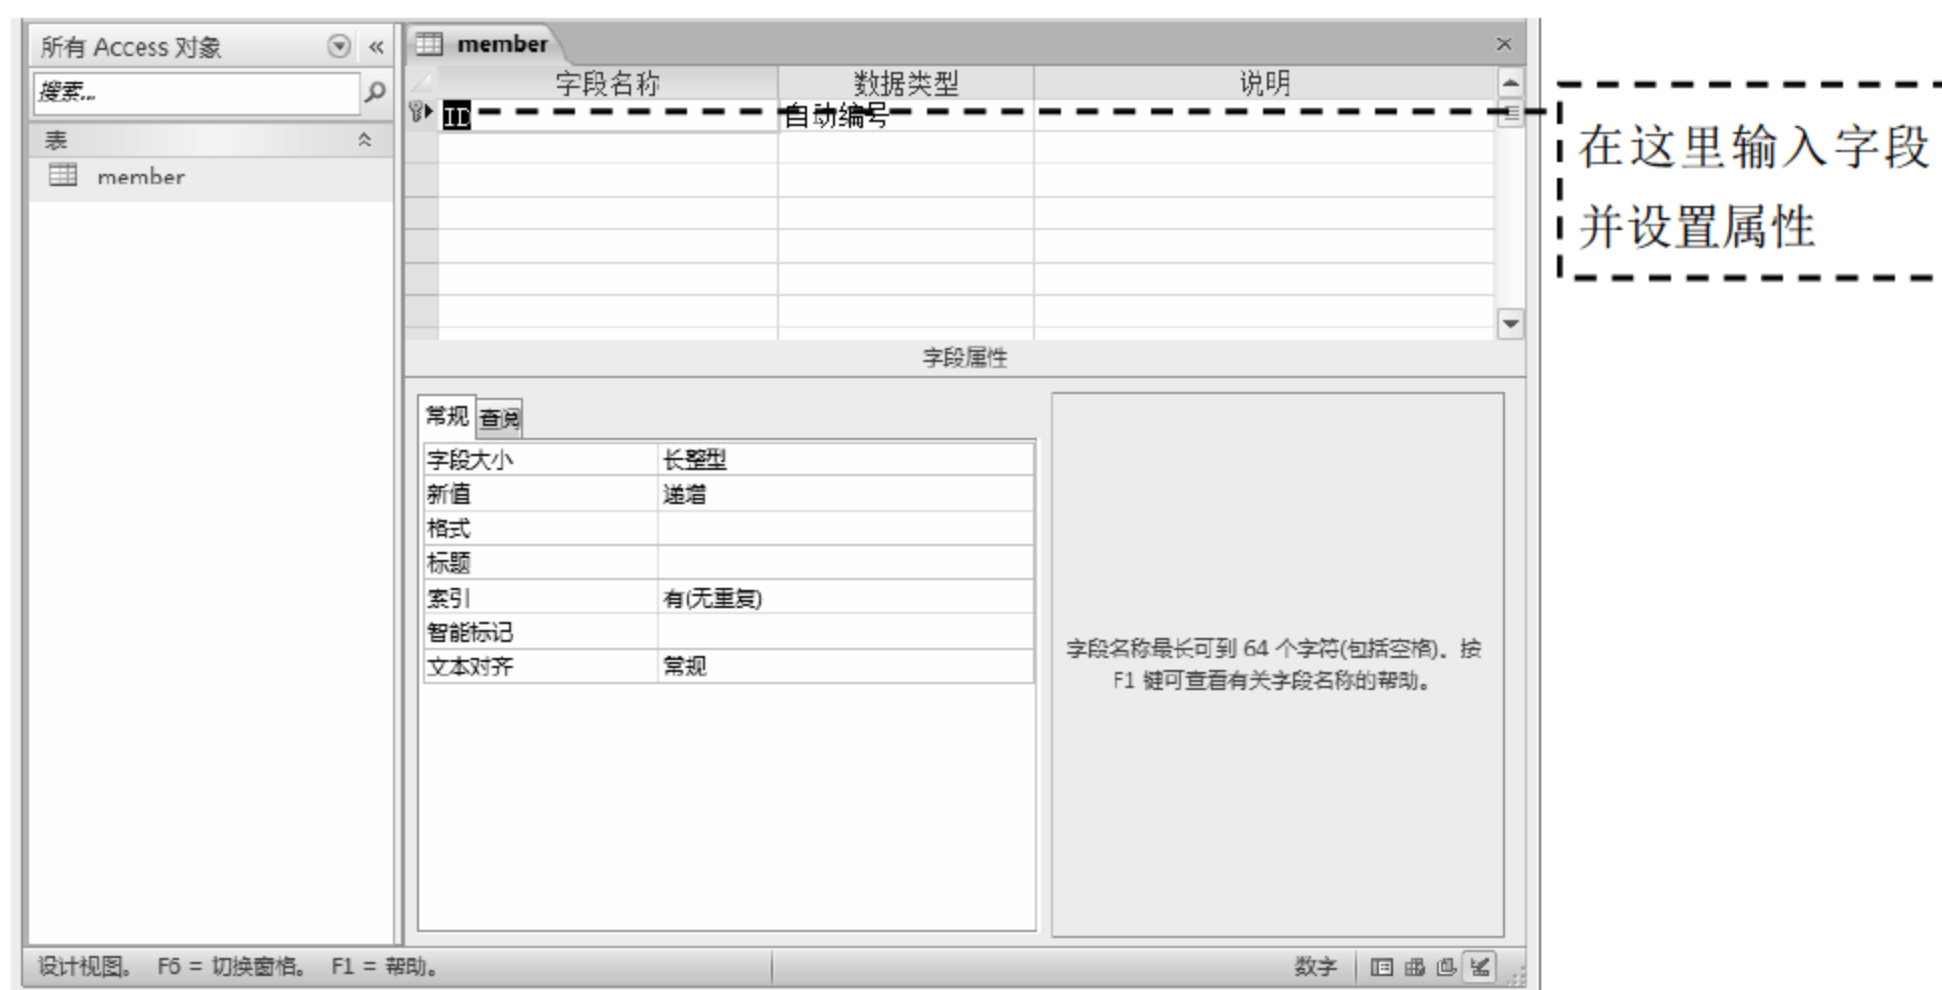 所有 Access 对象
搜索...
表
member
member
字段名称 数据类型 说明
ID 自动编号
在这里输入字段
并设置属性
字段属性
常规 查阅
字段大小 长整型
新值 递增
格式
标题
索引 有(无重复)
智能标记
文本对齐 常规
字段名称最长可到 64 个字符(包括空格)。按
F1 键可查看有关字段名称的帮助。
设计视图。 F6 = 切换窗格。 F1 = 帮助。
数字